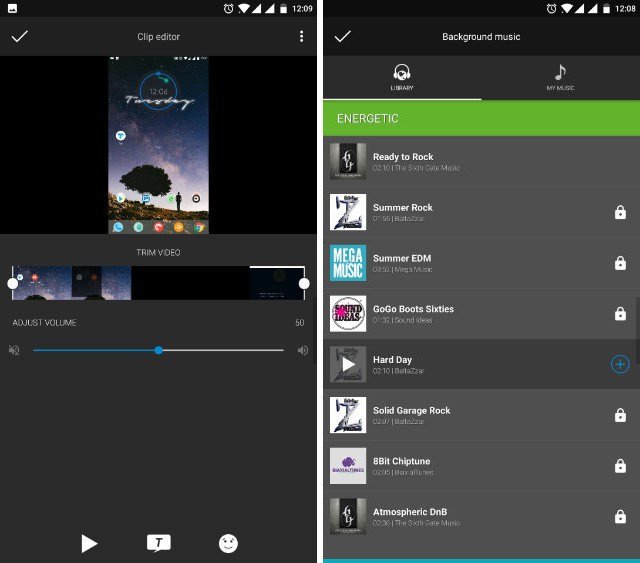 12:09
Clip editor
12:06
Tuesday
TRIM VIDEO
ADJUST VOLUME 50
T
12:08
Background music
LIBRARY MY MUSIC
ENERGETIC
Ready to Rock
02:10 | The Sixth Gate Music
Summer Rock
01:56 | BaltaZzar
MEGA MUSIC
Summer EDM
03:52 | Mega Music
SOUND IDEAS
GoGo Boots Sixties
01:32 | Sound Ideas
Hard Day
02:10 | BaltaZzar
Solid Garage Rock
02:07 | BaltaZzar
BIAXIALTUNES
8Bit Chiptune
02:05 | BiaxialTunes
Atmospheric DnB
02:36 | The Sixth Gate Music